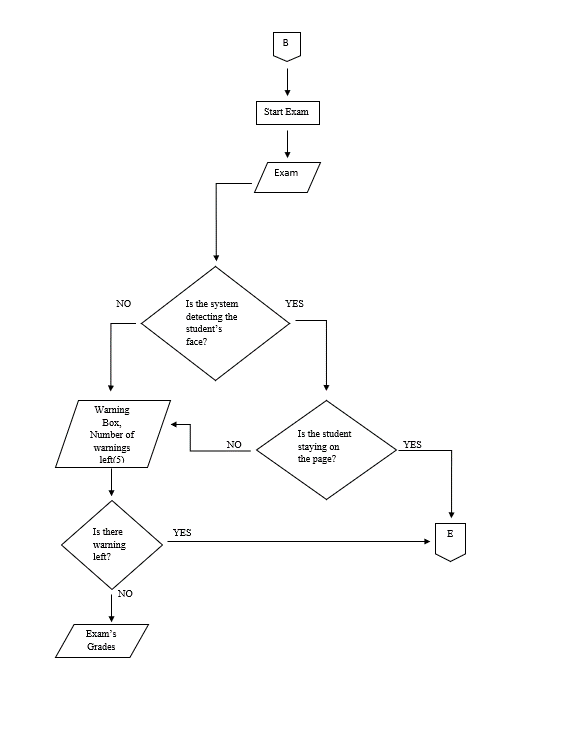 B
Start Exam
Exam
NO
YES
Is the system
detecting the
student's
face?
Warning
Box,
Number of
warnings
left(5)
NO
Is the student
staying on
the page?
YES
Is there
warning
left?
YES
E
NO
Exam's
Grades